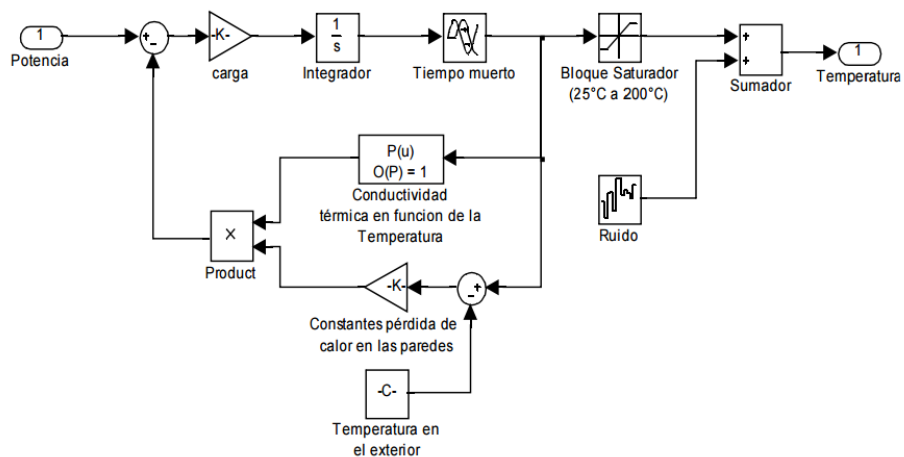 1
Potencia
+
-
-K-
carga
1
s
Integrador
Tiempo muerto
Bloque Saturador
(25°C a 200°C)
+
+
Sumador
1
Temperatura
P(u)
O(P) = 1
Conductividad
térmica en funcion de la
Temperatura
Ruido
X
Product
-K-
Constantes pérdida de
calor en las paredes
-
+
-C-
Temperatura en
el exterior